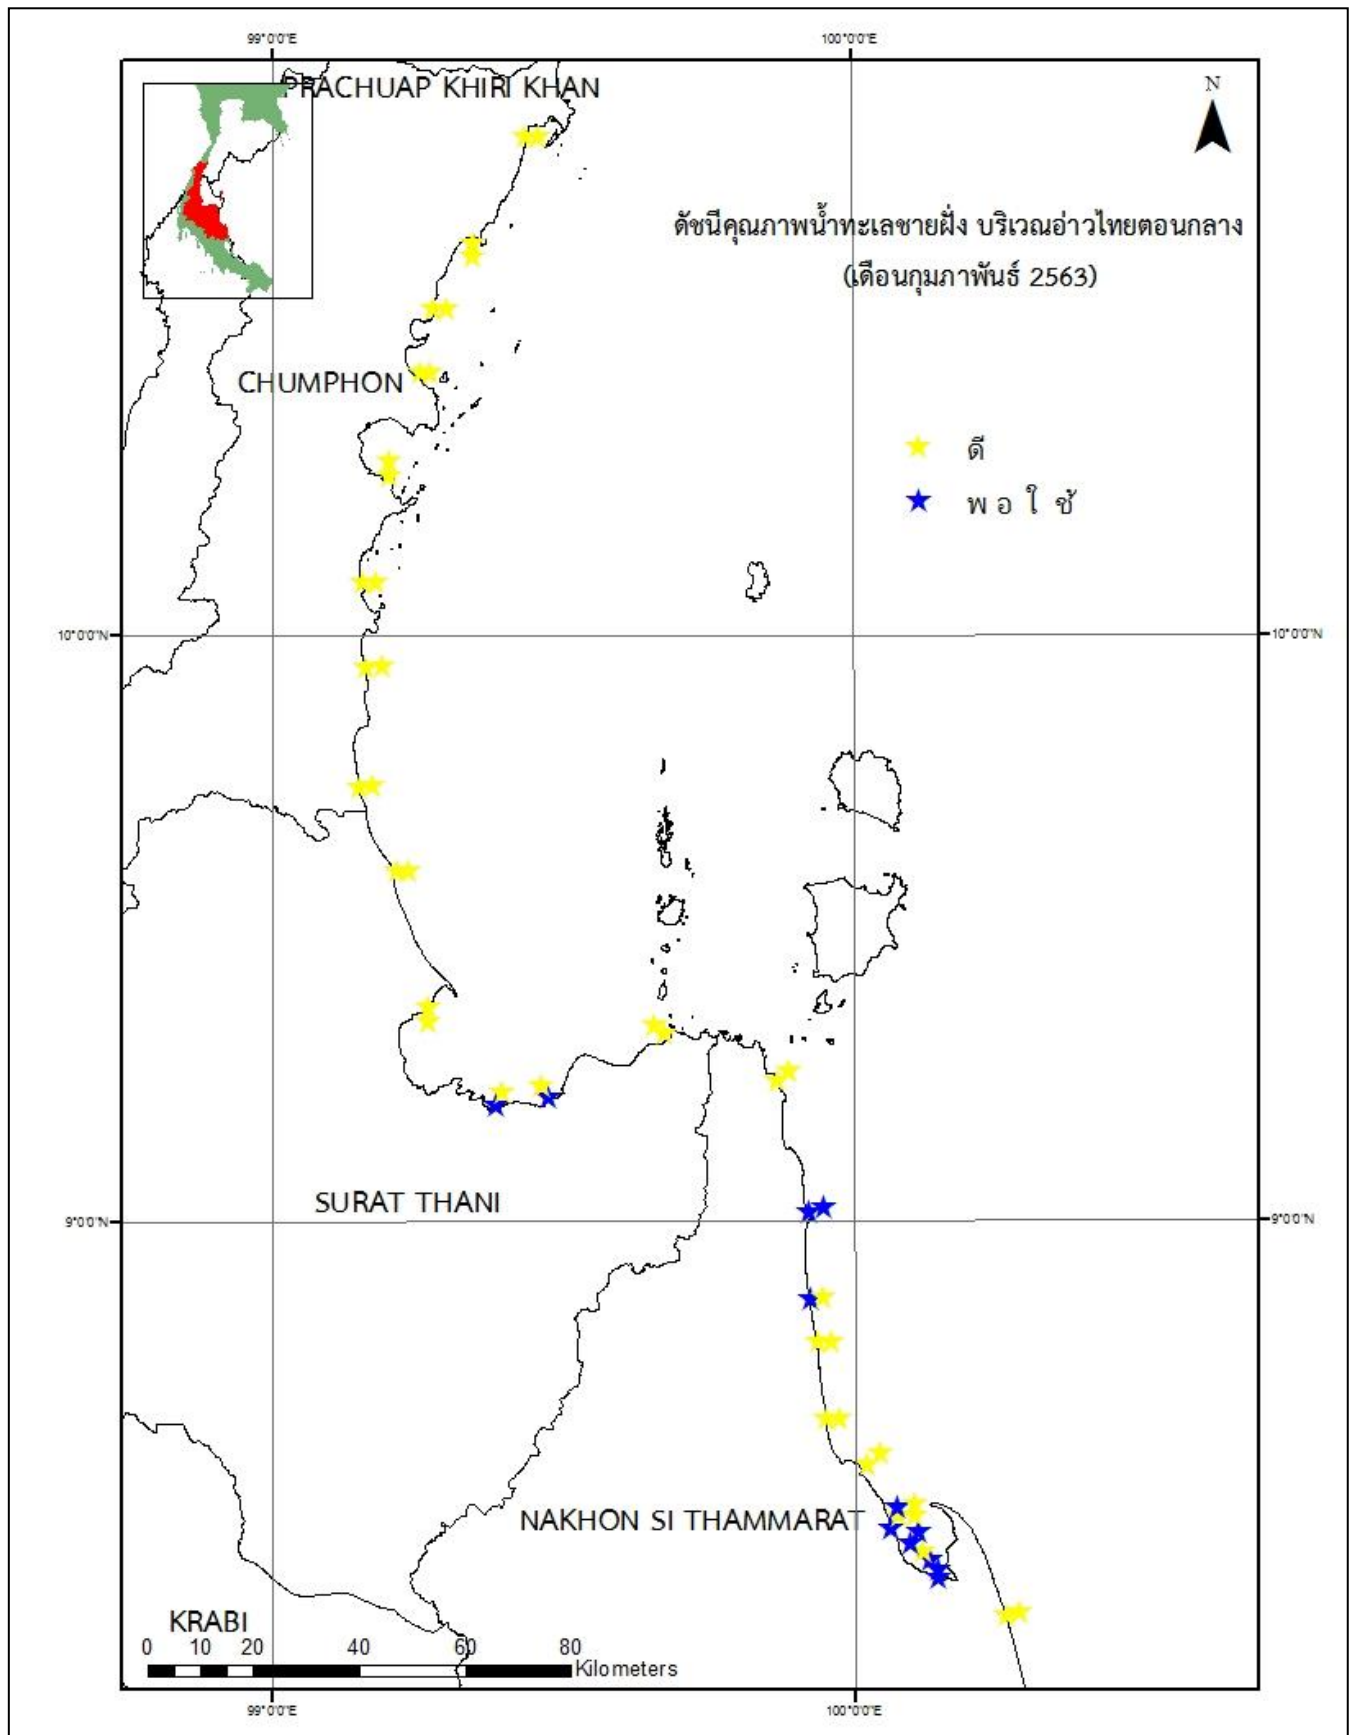 99°0'0"E 100°0'0"E
PRACHUAP KHIRI KHAN
N
ดัชนีคุณภาพน้ำทะเลชายฝั่ง บริเวณอ่าวไทยตอนกลาง
(เดือนกุมภาพันธ์ 2563)
CHUMPHON
ดี
พ อ ใ ช้
10°0'0"N 10°0'0"N
SURAT THANI
9°0'0"N 9°0'0"N
NAKHON SI THAMMARAT
KRABI
0 10 20 40 60 80
Kilometers
99°0'0"E 100°0'0"E